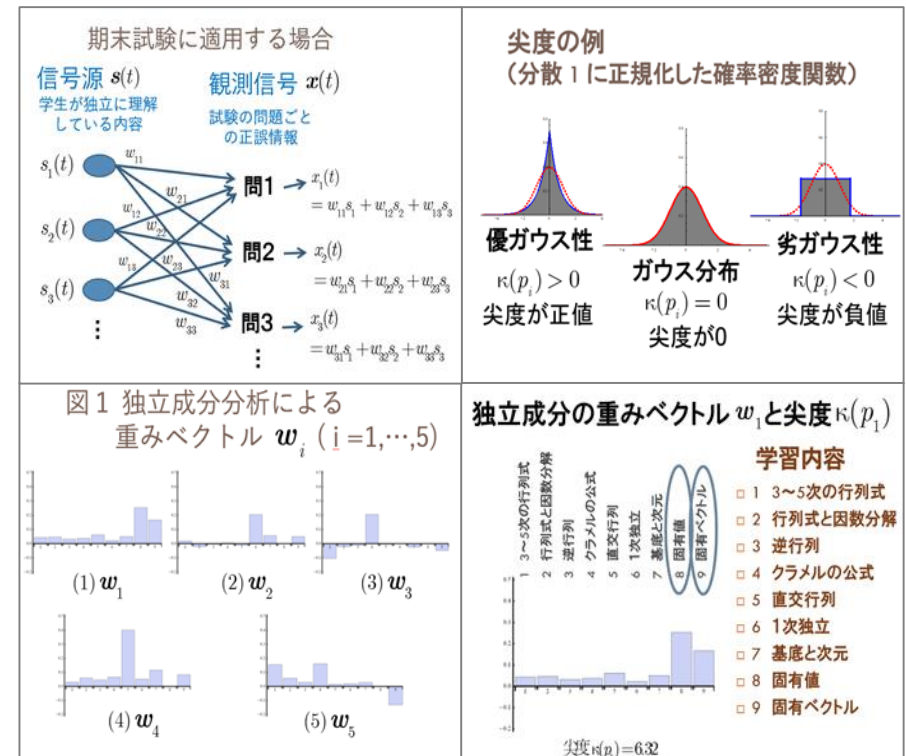 期末試験に適用する場合
信号源 s(t)
学生が独立に理解
している内容
観測信号 x(t)
試験の問題ごと
の正誤情報
s₁(t)
s₂(t)
s₃(t)
⋮
w₁₁
w₂₁
w₁₂
w₂₂
w₁₃
w₂₃
w₃₁
w₃₂
w₃₃
問1 → x₁(t)
= w₁₁s₁ + w₁₂s₂ + w₁₃s₃
問2 → x₂(t)
= w₂₁s₁ + w₂₂s₂ + w₂₃s₃
問3 → x₃(t)
= w₃₁s₁ + w₃₂s₂ + w₃₃s₃
⋮
尖度の例
(分散1に正規化した確率密度関数)
優ガウス性
κ(pᵢ) > 0
尖度が正値
ガウス分布
κ(pᵢ) = 0
尖度が0
劣ガウス性
κ(pᵢ) < 0
尖度が負値
図1 独立成分分析による
重みベクトル wᵢ (i=1,…,5)
(1) w₁
(2) w₂
(3) w₃
(4) w₄
(5) w₅
独立成分の重みベクトル w₁と尖度κ(p₁)
1 3〜5次の行列式
2 行列式と因数分解
3 逆行列
4 クラメルの公式
5 直交行列
6 1次独立
7 基底と次元
8 固有値
9 固有ベクトル
学習内容
□ 1 3〜5次の行列式
□ 2 行列式と因数分解
□ 3 逆行列
□ 4 クラメルの公式
□ 5 直交行列
□ 6 1次独立
□ 7 基底と次元
□ 8 固有値
□ 9 固有ベクトル
尖度κ(p₁)=6.32